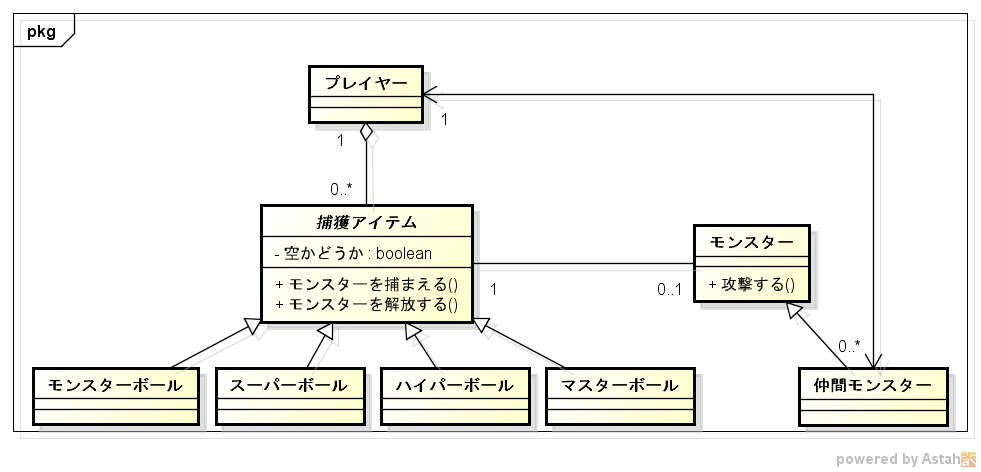 pkg
プレイヤー
1
1
0..*
捕獲アイテム
- 空かどうか : boolean
+ モンスターを捕まえる()
+ モンスターを解放する()
1
0..1
モンスター
+ 攻撃する()
0..*
モンスターボール
スーパーボール
ハイパーボール
マスターボール
仲間モンスター
powered by Astah